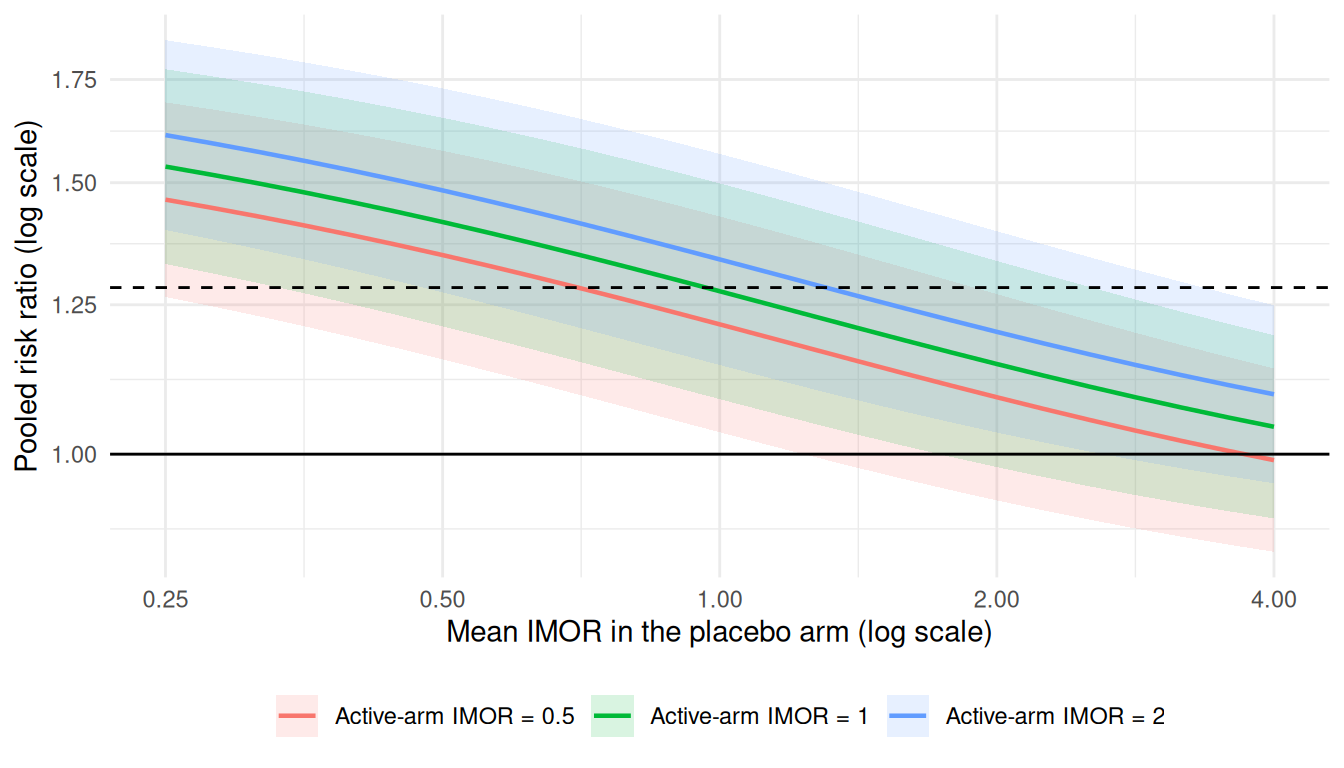 Pooled risk ratio (log scale)
1.75
1.50
1.25
1.00
0.25 0.50 1.00 2.00 4.00
Mean IMOR in the placebo arm (log scale)
Active-arm IMOR = 0.5 Active-arm IMOR = 1 Active-arm IMOR = 2